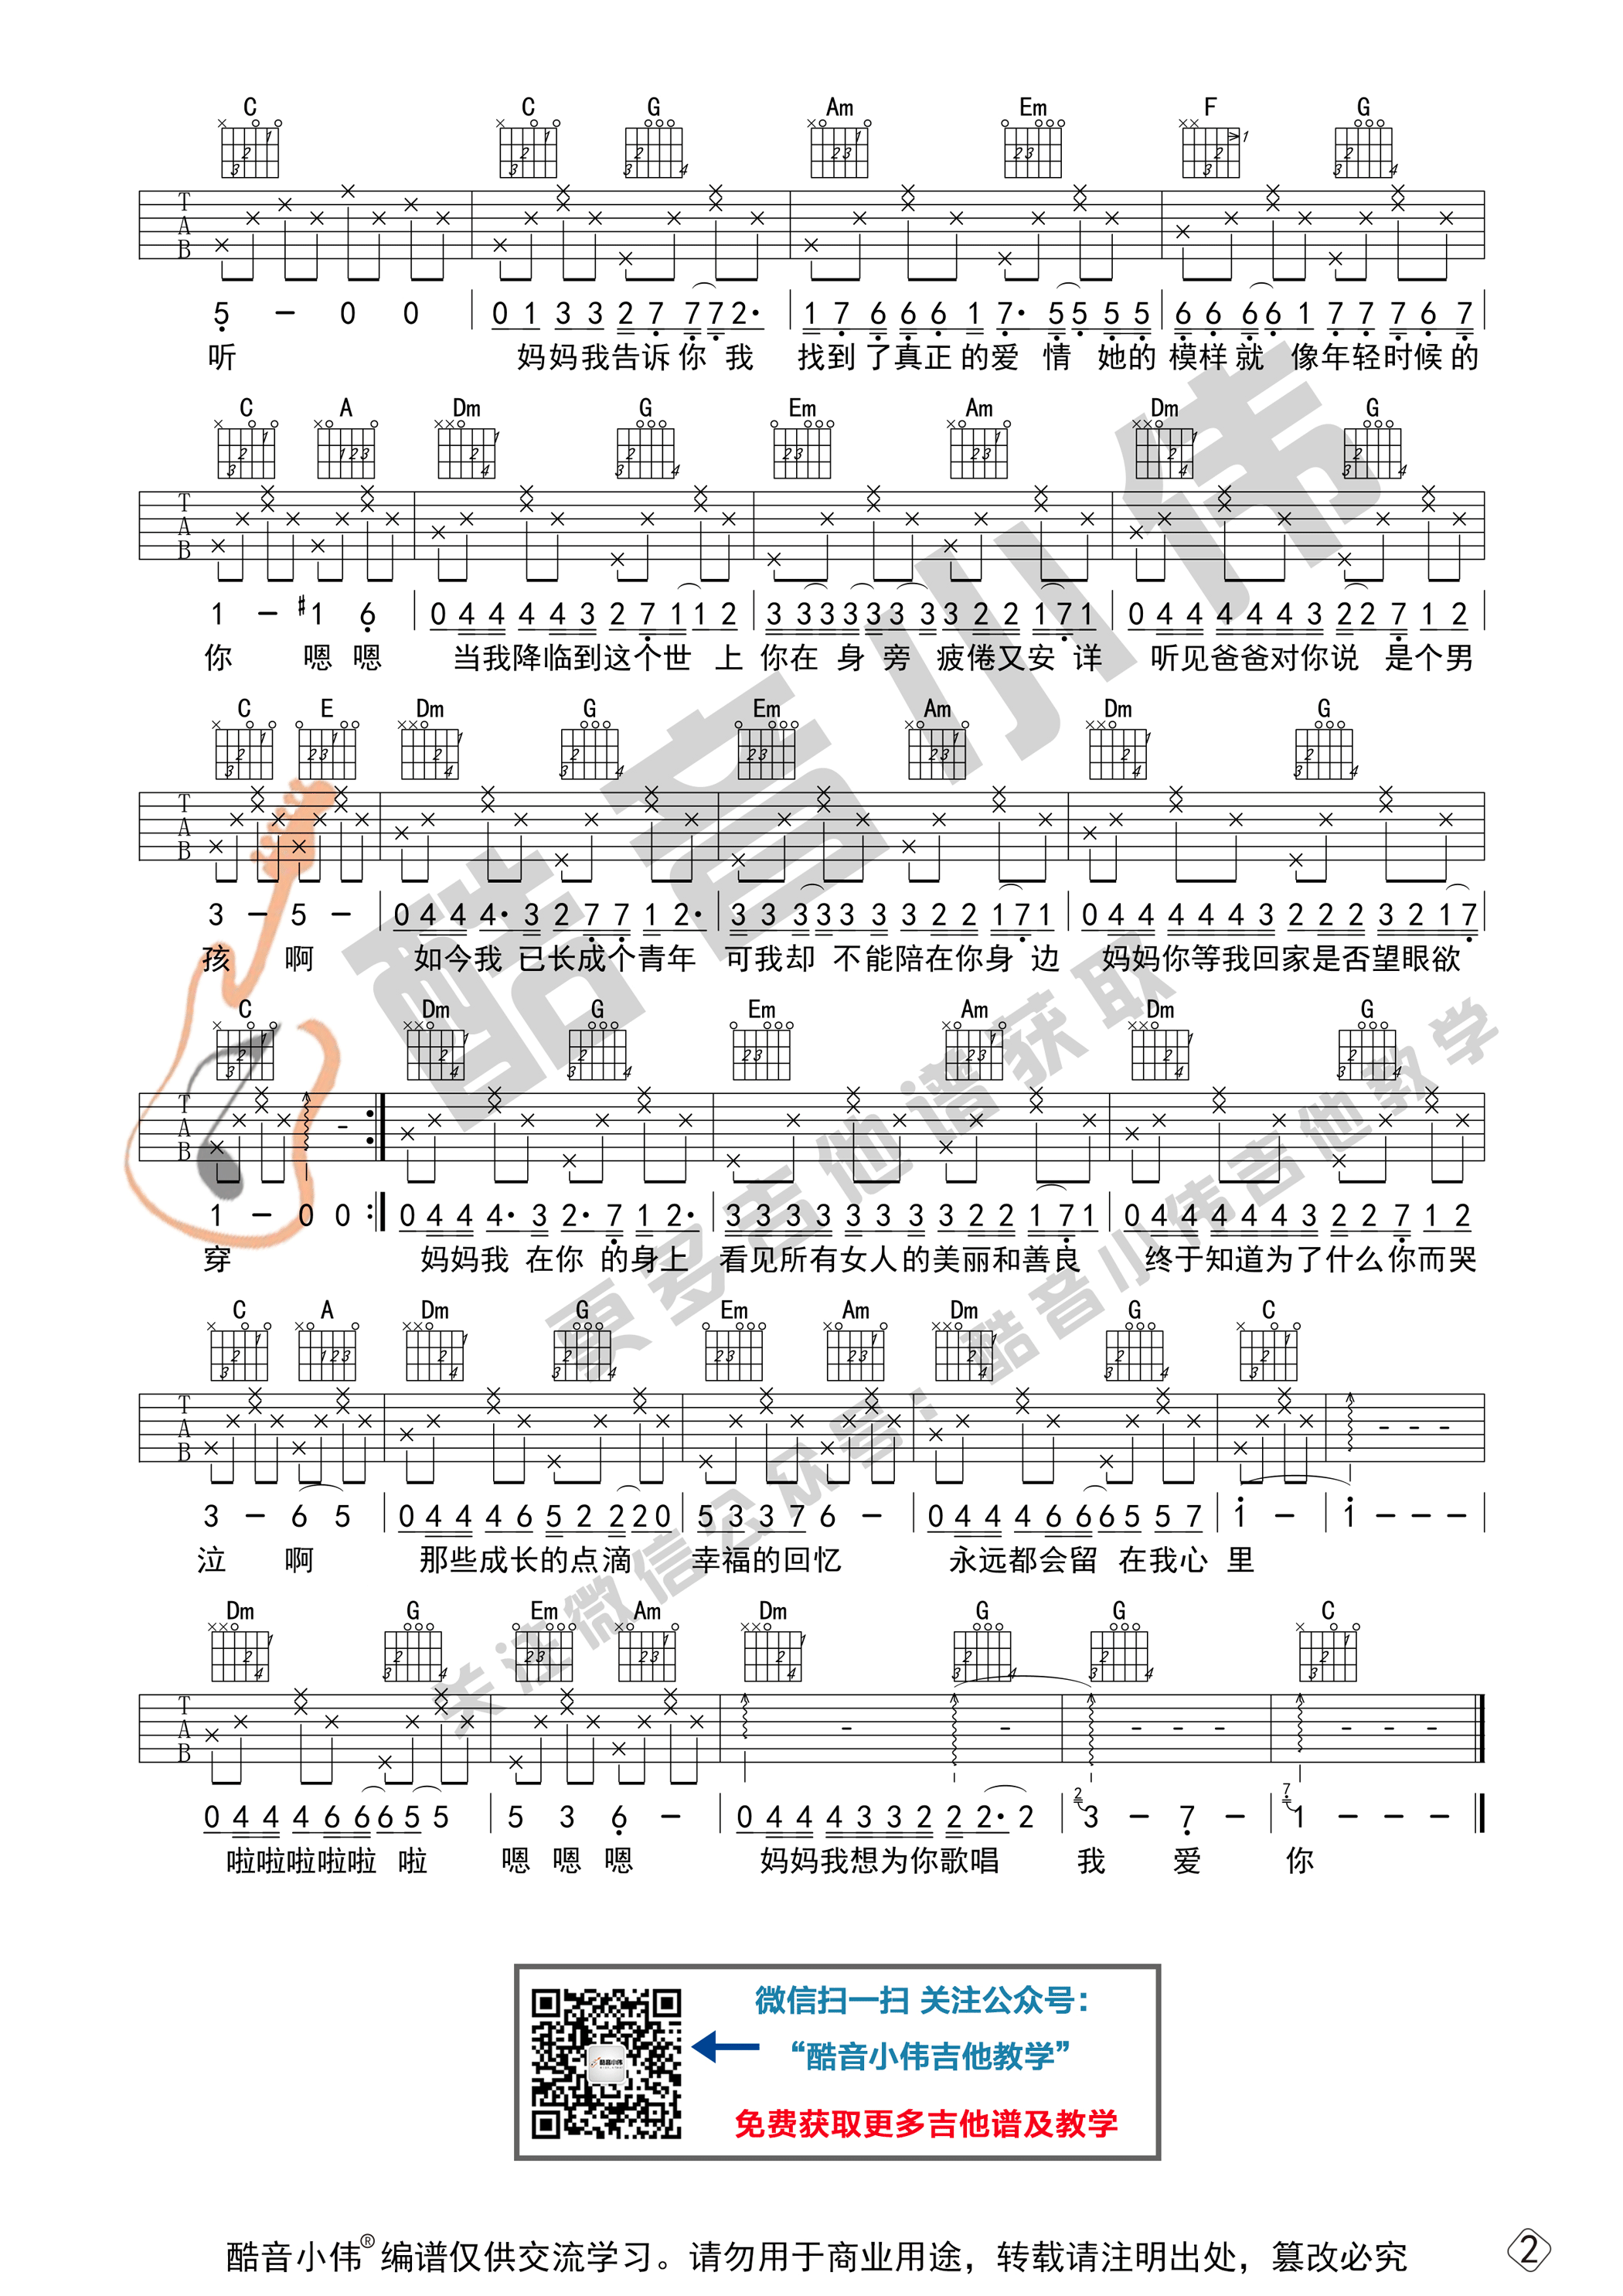 C C G Am Em F G
5 － 0 0 | 0 1 3 3 2 7 7 7 2· | 1 7 6 6 6 1 7· 5 5 5 5 | 6 6 6 6 1 7 7 7 6 7 |
听 妈妈我告诉你 我 找到了真正的爱 情 她的 模样就 像年轻时候的
C A Dm G Em Am Dm G
1 － #1 6 | 0 4 4 4 4 3 2 7 1 1 2 | 3 3 3 3 3 3 3 3 2 2 1 7 1 | 0 4 4 4 4 4 3 2 2 7 1 2 |
你 嗯 嗯 当我降临到这个世 上 你在 身 旁 疲倦又安 详 听见爸爸对你说 是个男
C E Dm G Em Am Dm G
3 － 5 － | 0 4 4 4· 3 2 7 7 1 2· | 3 3 3 3 3 3 3 2 2 1 7 1 | 0 4 4 4 4 4 3 2 2 2 3 2 1 7 |
孩 啊 如今我 已长成个青年 可我却 不能陪在你身 边 妈妈你等我回家是否望眼欲
C Dm G Em Am Dm G
1 － 0 0 :| 0 4 4 4· 3 2· 7 1 2· | 3 3 3 3 3 3 3 3 2 2 1 7 1 | 0 4 4 4 4 4 3 2 2 7 1 2
穿 妈妈我 在你 的身上 看见所有女人的美丽和善良 终于知道为了什么你而哭
C A Dm G Em Am Dm G C
3 － 6 5 | 0 4 4 4 6 5 2 2 2 0 | 5 3 3 7 6 － | 0 4 4 4 6 6 6 5 5 7 | 1 － | 1 － － － |
泣 啊 那些成长的点滴 幸福的回忆 永远都会留 在我心 里
Dm G Em Am Dm G G C
0 4 4 4 6 6 6 5 5 | 5 3 6 － | 0 4 4 4 3 3 2 2 2· 2 | 2 3 － 7 － | 7 1 － － －
啦啦啦啦啦 啦 嗯 嗯 嗯 妈妈我想为你歌唱 我 爱 你
酷音小伟
更多吉他谱获取
关注微信公众号：酷音小伟吉他教学
微信扫一扫 关注公众号：
“酷音小伟吉他教学”
免费获取更多吉他谱及教学
酷音小伟® 编谱仅供交流学习。请勿用于商业用途，转载请注明出处，篡改必究
2